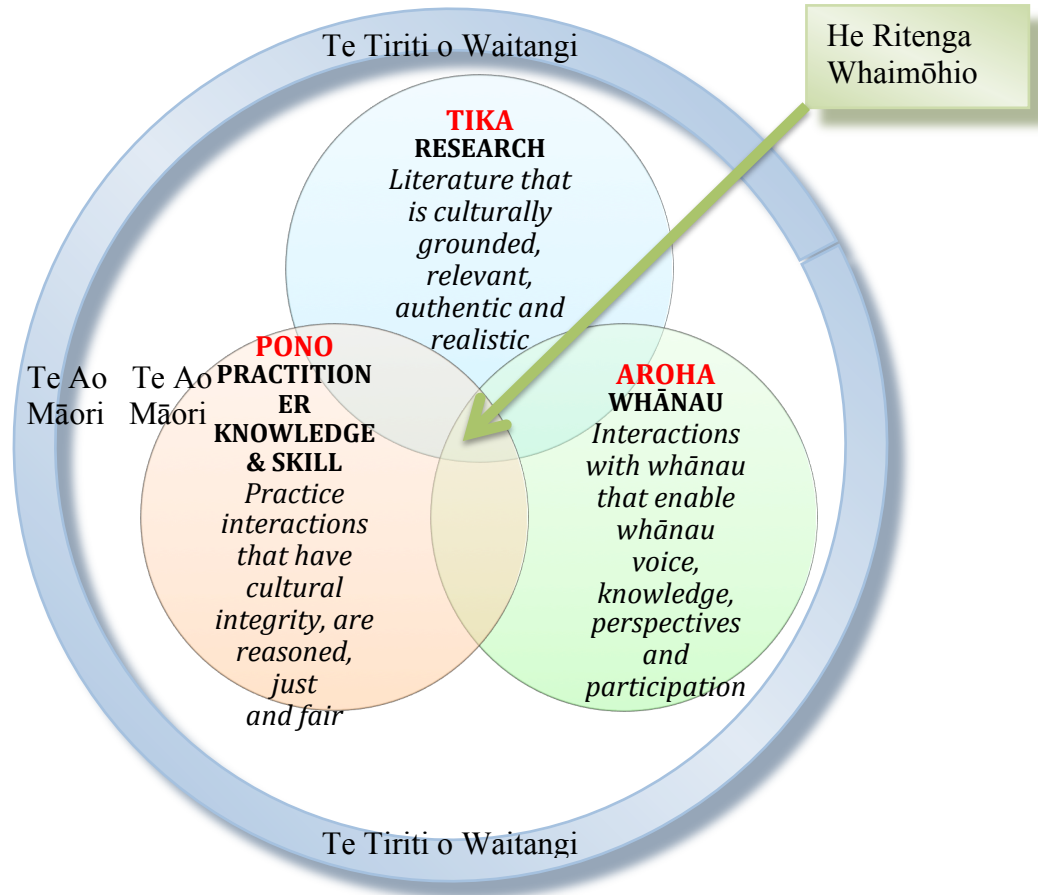 Te Tiriti o Waitangi
He Ritenga
Whaimōhio
TIKA
RESEARCH
Literature that
is culturally
grounded,
relevant,
authentic and
realistic
Te Ao
Māori
Te Ao
Māori
PONO
PRACTITION
ER
KNOWLEDGE
& SKILL
Practice
interactions
that have
cultural
integrity, are
reasoned,
just
and fair
AROHA
WHĀNAU
Interactions
with whānau
that enable
whānau
voice,
knowledge,
perspectives
and
participation
Te Tiriti o Waitangi